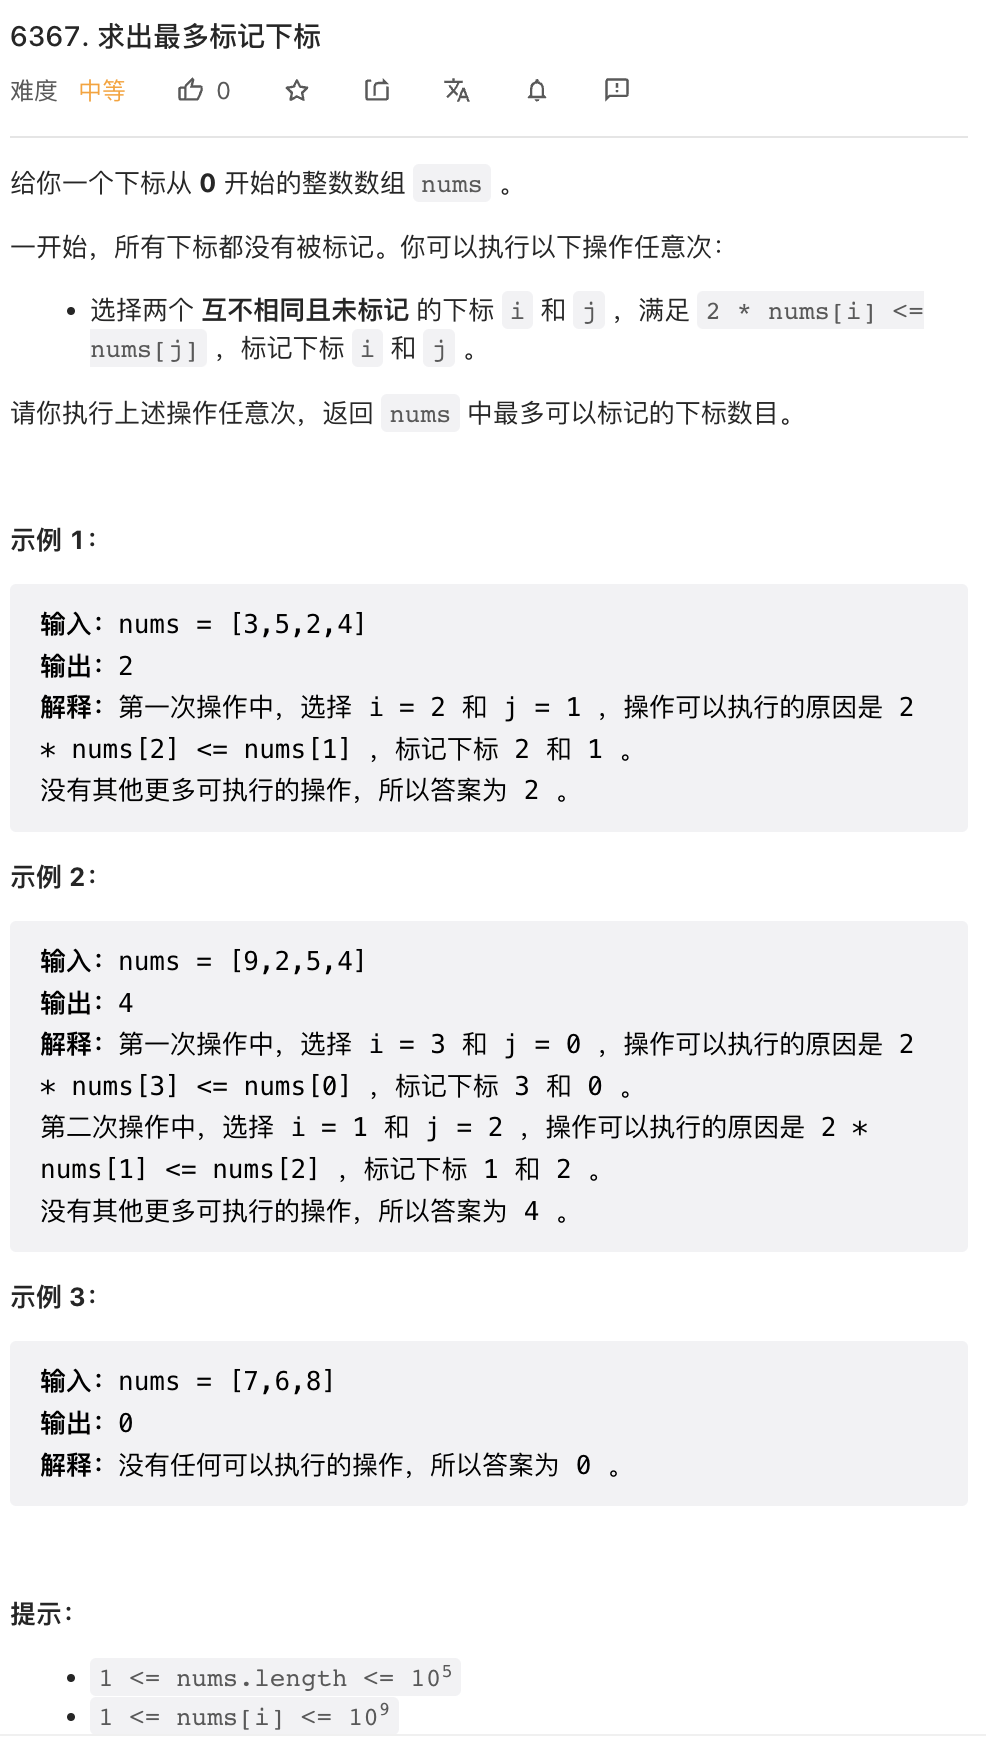 6367. 求出最多标记下标
难度 中等 0
给你一个下标从 0 开始的整数数组 nums 。
一开始，所有下标都没有被标记。你可以执行以下操作任意次：
• 选择两个 互不相同且未标记 的下标 i 和 j ，满足 2 * nums[i] <=
nums[j] ，标记下标 i 和 j 。
请你执行上述操作任意次，返回 nums 中最多可以标记的下标数目。
示例 1：
输入：nums = [3,5,2,4]
输出：2
解释：第一次操作中，选择 i = 2 和 j = 1 ，操作可以执行的原因是 2
* nums[2] <= nums[1] ，标记下标 2 和 1 。
没有其他更多可执行的操作，所以答案为 2 。
示例 2：
输入：nums = [9,2,5,4]
输出：4
解释：第一次操作中，选择 i = 3 和 j = 0 ，操作可以执行的原因是 2
* nums[3] <= nums[0] ，标记下标 3 和 0 。
第二次操作中，选择 i = 1 和 j = 2 ，操作可以执行的原因是 2 *
nums[1] <= nums[2] ，标记下标 1 和 2 。
没有其他更多可执行的操作，所以答案为 4 。
示例 3：
输入：nums = [7,6,8]
输出：0
解释：没有任何可以执行的操作，所以答案为 0 。
提示：
• 1 <= nums.length <= 10⁵
• 1 <= nums[i] <= 10⁹